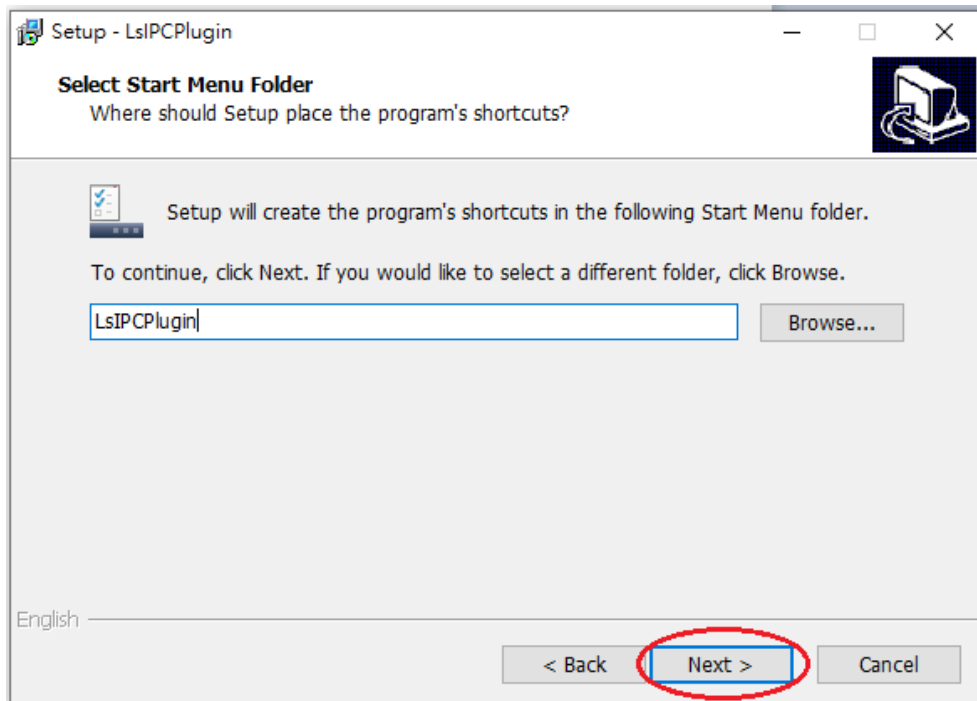 Setup - LsIPCPlugin
Select Start Menu Folder
Where should Setup place the program's shortcuts?
Setup will create the program's shortcuts in the following Start Menu folder.
To continue, click Next. If you would like to select a different folder, click Browse.
LsIPCPlugin
Browse...
English
< Back
Next >
Cancel